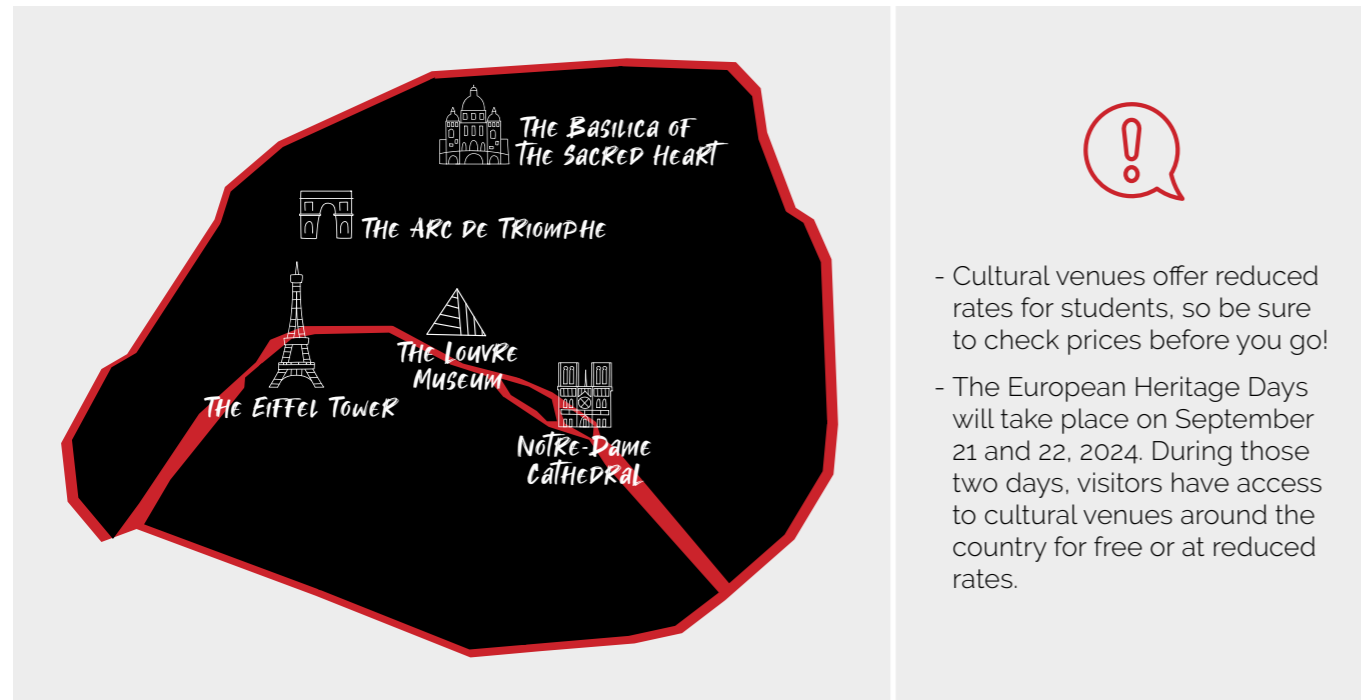 The Basilica of
The Sacred Heart
The Arc de Triomphe
The Louvre
Museum
The Eiffel Tower
Notre-Dame
Cathedral
- Cultural venues offer reduced
rates for students, so be sure
to check prices before you go!
- The European Heritage Days
will take place on September
21 and 22, 2024. During those
two days, visitors have access
to cultural venues around the
country for free or at reduced
rates.